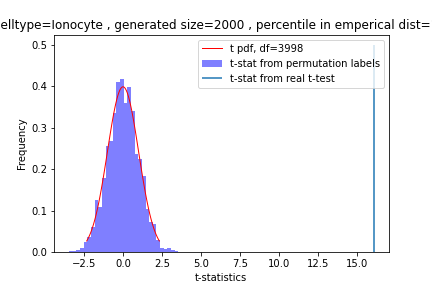 elltype=Ionocyte , generated size=2000 , percentile in emperical dist=
t pdf, df=3998
t-stat from permutation labels
t-stat from real t-test
Frequency
0.5
0.4
0.3
0.2
0.1
0.0
−2.5 0.0 2.5 5.0 7.5 10.0 12.5 15.0
t-statistics